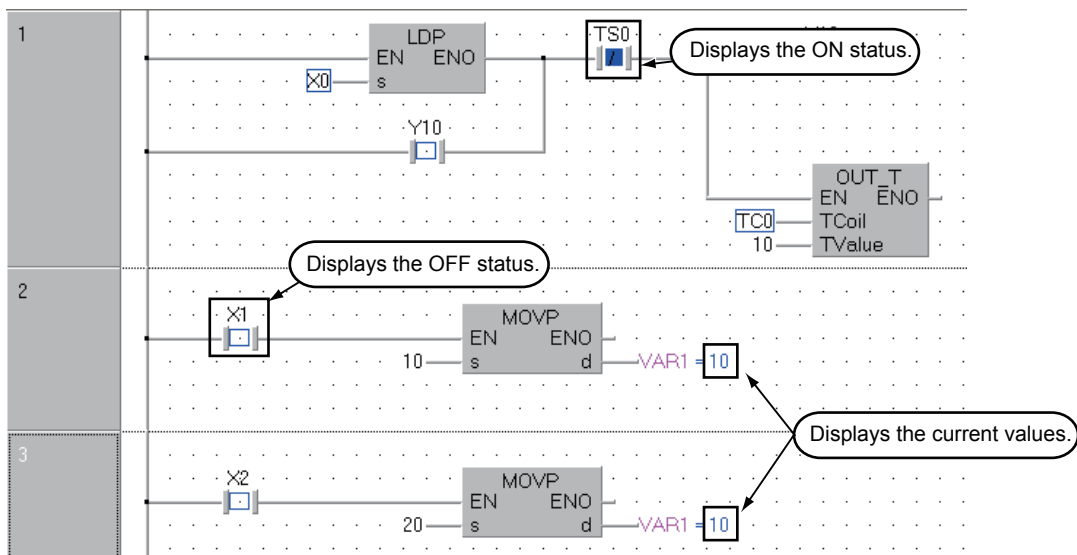 1
LDP
EN ENO
X0 s
TS0
Displays the ON status.
Y10
OUT_T
EN ENO
TC0 TCoil
10 TValue
Displays the OFF status.
2
X1
MOVP
EN ENO
10 s d VAR1 = 10
Displays the current values.
3
X2
MOVP
EN ENO
20 s d VAR1 = 10